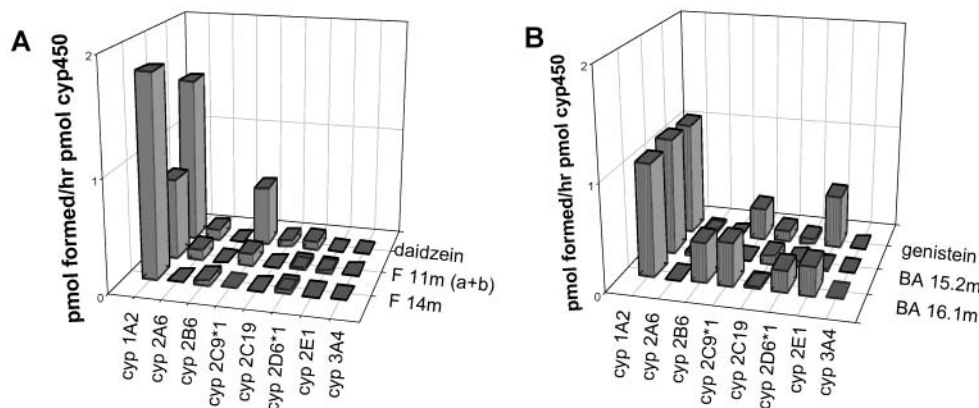 A
pmol formed/hr pmol cyp450
2
1
0
daidzein
F 11m (a+b)
F 14m
cyp 1A2
cyp 2A6
cyp 2B6
cyp 2C9*1
cyp 2C19
cyp 2D6*1
cyp 2E1
cyp 3A4
B
pmol formed/hr pmol cyp450
2
1
0
genistein
BA 15.2m
BA 16.1m
cyp 1A2
cyp 2A6
cyp 2B6
cyp 2C9*1
cyp 2C19
cyp 2D6*1
cyp 2E1
cyp 3A4